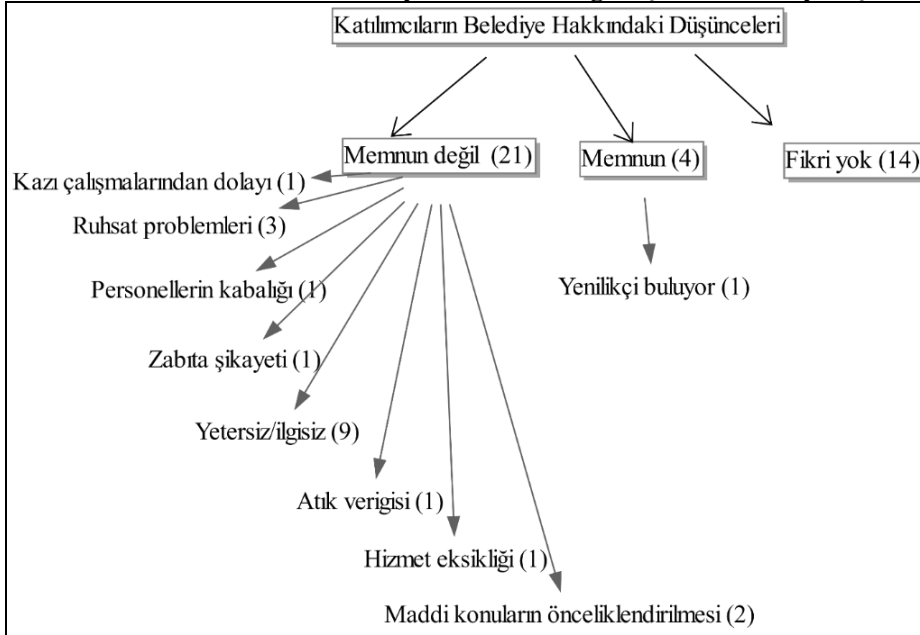 Katılımcıların Belediye Hakkındaki Düşünceleri
Memnun değil (21)
Memnun (4)
Fikri yok (14)
Kazı çalışmalarından dolayı (1)
Ruhsat problemleri (3)
Personellerin kabalığı (1)
Yenilikçi buluyor (1)
Zabıta şikayeti (1)
Yetersiz/ilgisiz (9)
Atık verigisi (1)
Hizmet eksikliği (1)
Maddi konuların önceliklendirilmesi (2)